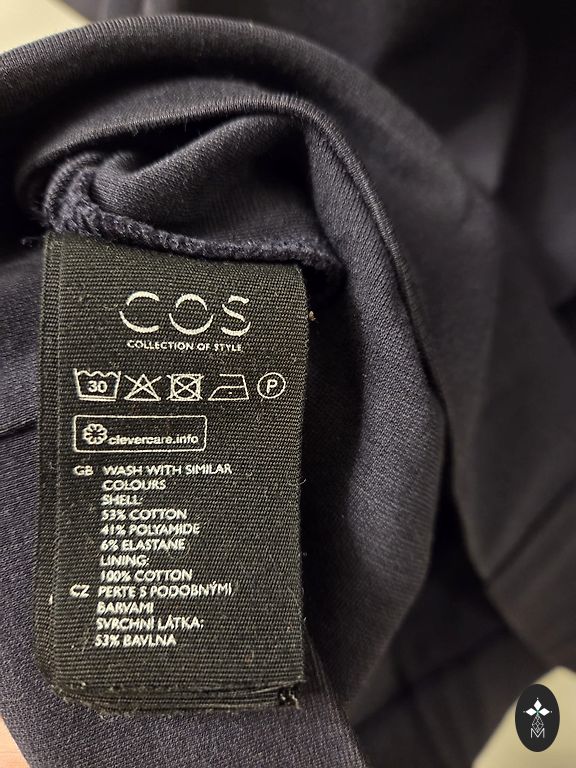 COS
COLLECTION OF STYLE
30 P
clevercare.info
GB WASH WITH SIMILAR
COLOURS
SHELL:
53% COTTON
41% POLYAMIDE
6% ELASTANE
LINING:
100% COTTON
CZ PERTE S PODOBNÝMI
BARVAMI
SVRCHNI LÁTKA:
53% BAVLNA
M